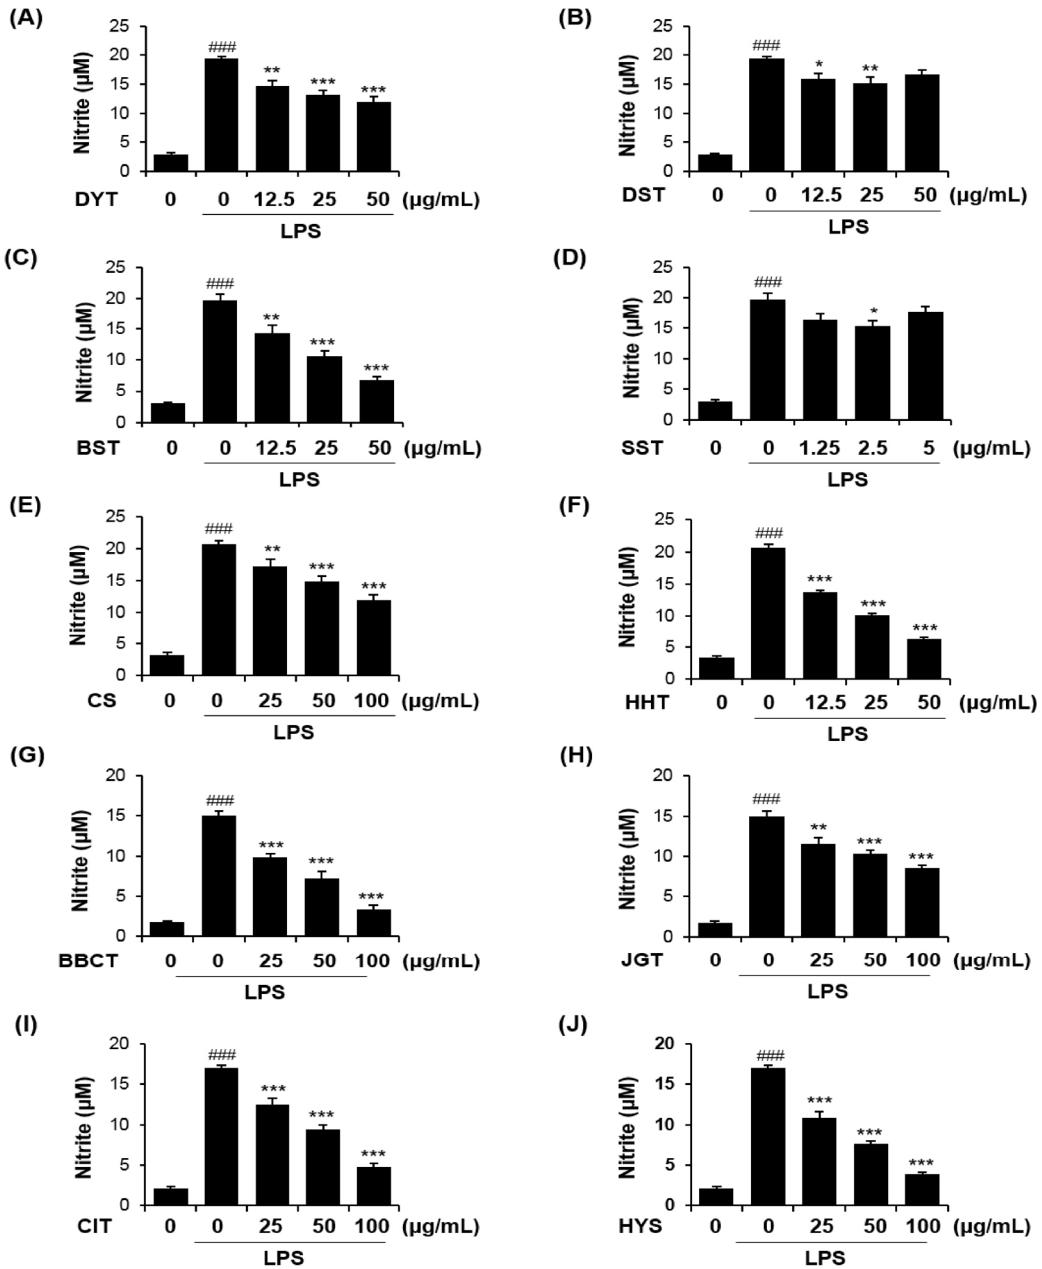 (A)
(B)
Nitrite (µM)
25
20
15
10
5
0
###
**
***
***
DYT 0 0 12.5 25 50 (µg/mL)
LPS
Nitrite (µM)
25
20
15
10
5
0
###
*
**
DST 0 0 12.5 25 50 (µg/mL)
LPS
(C)
(D)
Nitrite (µM)
25
20
15
10
5
0
###
**
***
***
BST 0 0 12.5 25 50 (µg/mL)
LPS
Nitrite (µM)
25
20
15
10
5
0
###
*
SST 0 0 1.25 2.5 5 (µg/mL)
LPS
(E)
(F)
Nitrite (µM)
25
20
15
10
5
0
###
**
***
***
CS 0 0 25 50 100 (µg/mL)
LPS
Nitrite (µM)
25
20
15
10
5
0
###
***
***
***
HHT 0 0 12.5 25 50 (µg/mL)
LPS
(G)
(H)
Nitrite (µM)
20
15
10
5
0
###
***
***
***
BBCT 0 0 25 50 100 (µg/mL)
LPS
Nitrite (µM)
20
15
10
5
0
###
**
***
***
JGT 0 0 25 50 100 (µg/mL)
LPS
(I)
(J)
Nitrite (µM)
20
15
10
5
0
###
***
***
***
CIT 0 0 25 50 100 (µg/mL)
LPS
Nitrite (µM)
20
15
10
5
0
###
***
***
***
HYS 0 0 25 50 100 (µg/mL)
LPS